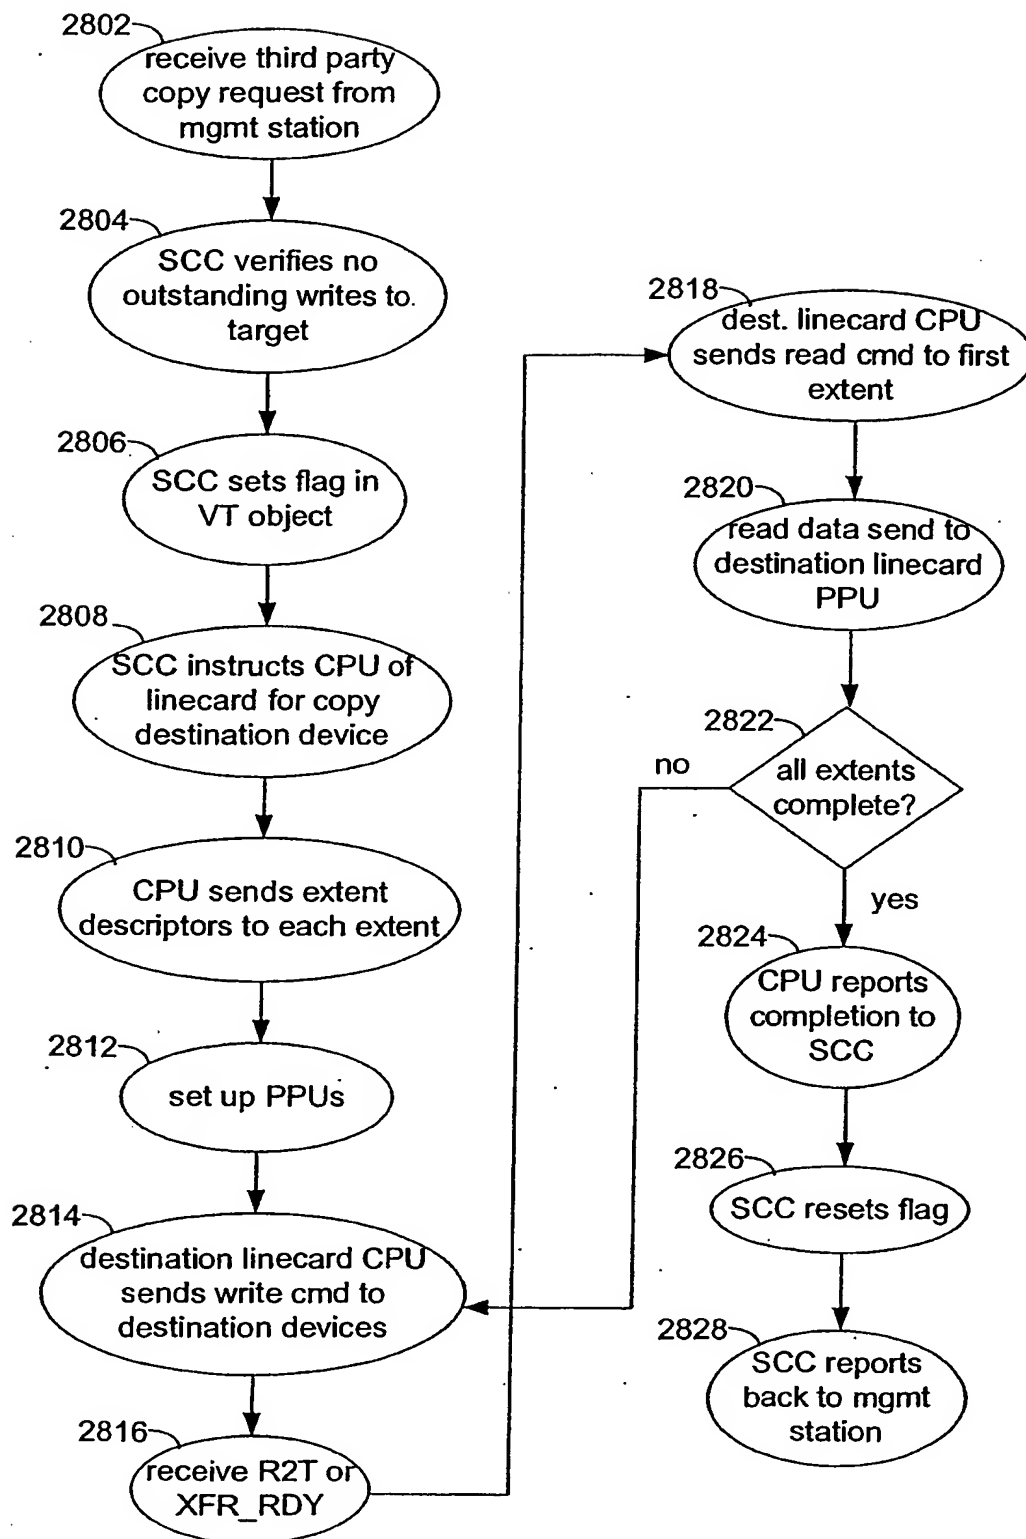 2802
receive third party
copy request from
mgmt station
2804
SCC verifies no
outstanding writes to
target
2806
SCC sets flag in
VT object
2808
SCC instructs CPU of
linecard for copy
destination device
2810
CPU sends extent
descriptors to each extent
2812
set up PPUs
2814
destination linecard CPU
sends write cmd to
destination devices
2816
receive R2T or
XFR_RDY
2818
dest. linecard CPU
sends read cmd to first
extent
2820
read data send to
destination linecard
PPU
2822
all extents
complete?
no
yes
2824
CPU reports
completion to
SCC
2826
SCC resets flag
2828
SCC reports
back to mgmt
station